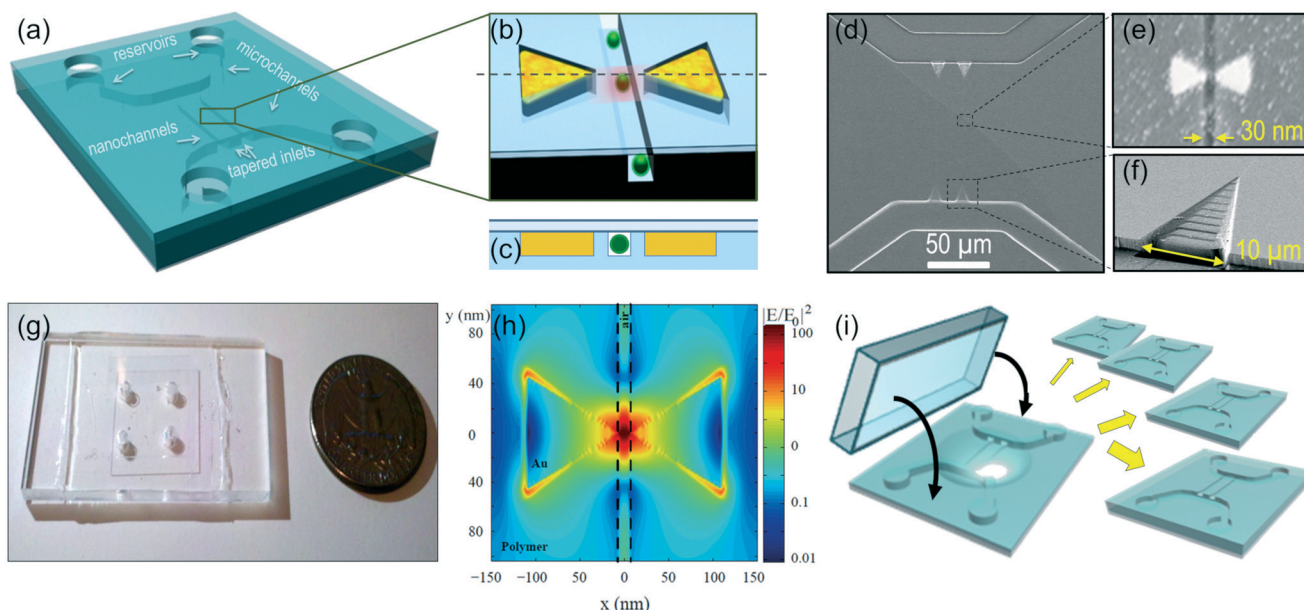 (a)
reservoirs
microchannels
nanochannels
tapered inlets
(b)
(c)
(d)
50 µm
(e)
30 nm
(f)
10 µm
(g)
(h)
y (nm)
|E/E₀|²
air
80
40
0
40
80
Au
Polymer
−150 −100 −50 0 50 100 150
x (nm)
100
10
0
0.1
0.01
(i)